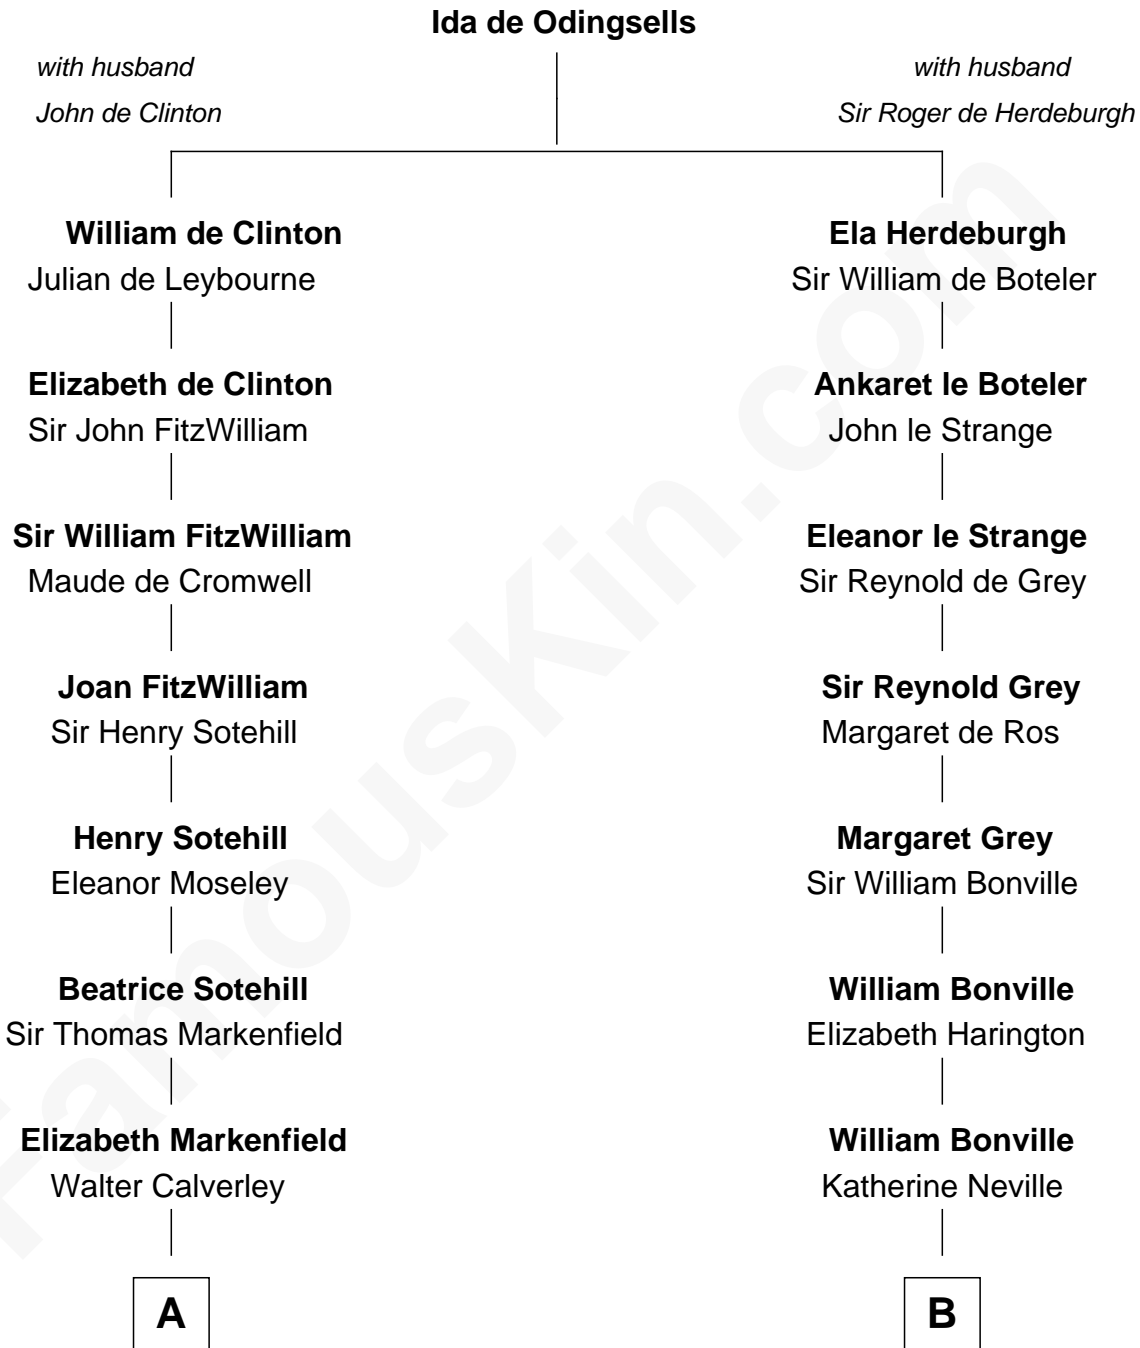 Ida de Odingsells
with husband
John de Clinton
with husband
Sir Roger de Herdeburgh
William de Clinton
Julian de Leybourne
Ela Herdeburgh
Sir William de Boteler
Elizabeth de Clinton
Sir John FitzWilliam
Ankaret le Boteler
John le Strange
Sir William FitzWilliam
Maude de Cromwell
Eleanor le Strange
Sir Reynold de Grey
Joan FitzWilliam
Sir Henry Sotehill
Sir Reynold Grey
Margaret de Ros
Henry Sotehill
Eleanor Moseley
Margaret Grey
Sir William Bonville
Beatrice Sotehill
Sir Thomas Markenfield
William Bonville
Elizabeth Harington
Elizabeth Markenfield
Walter Calverley
William Bonville
Katherine Neville
A
B
FamousKin.com